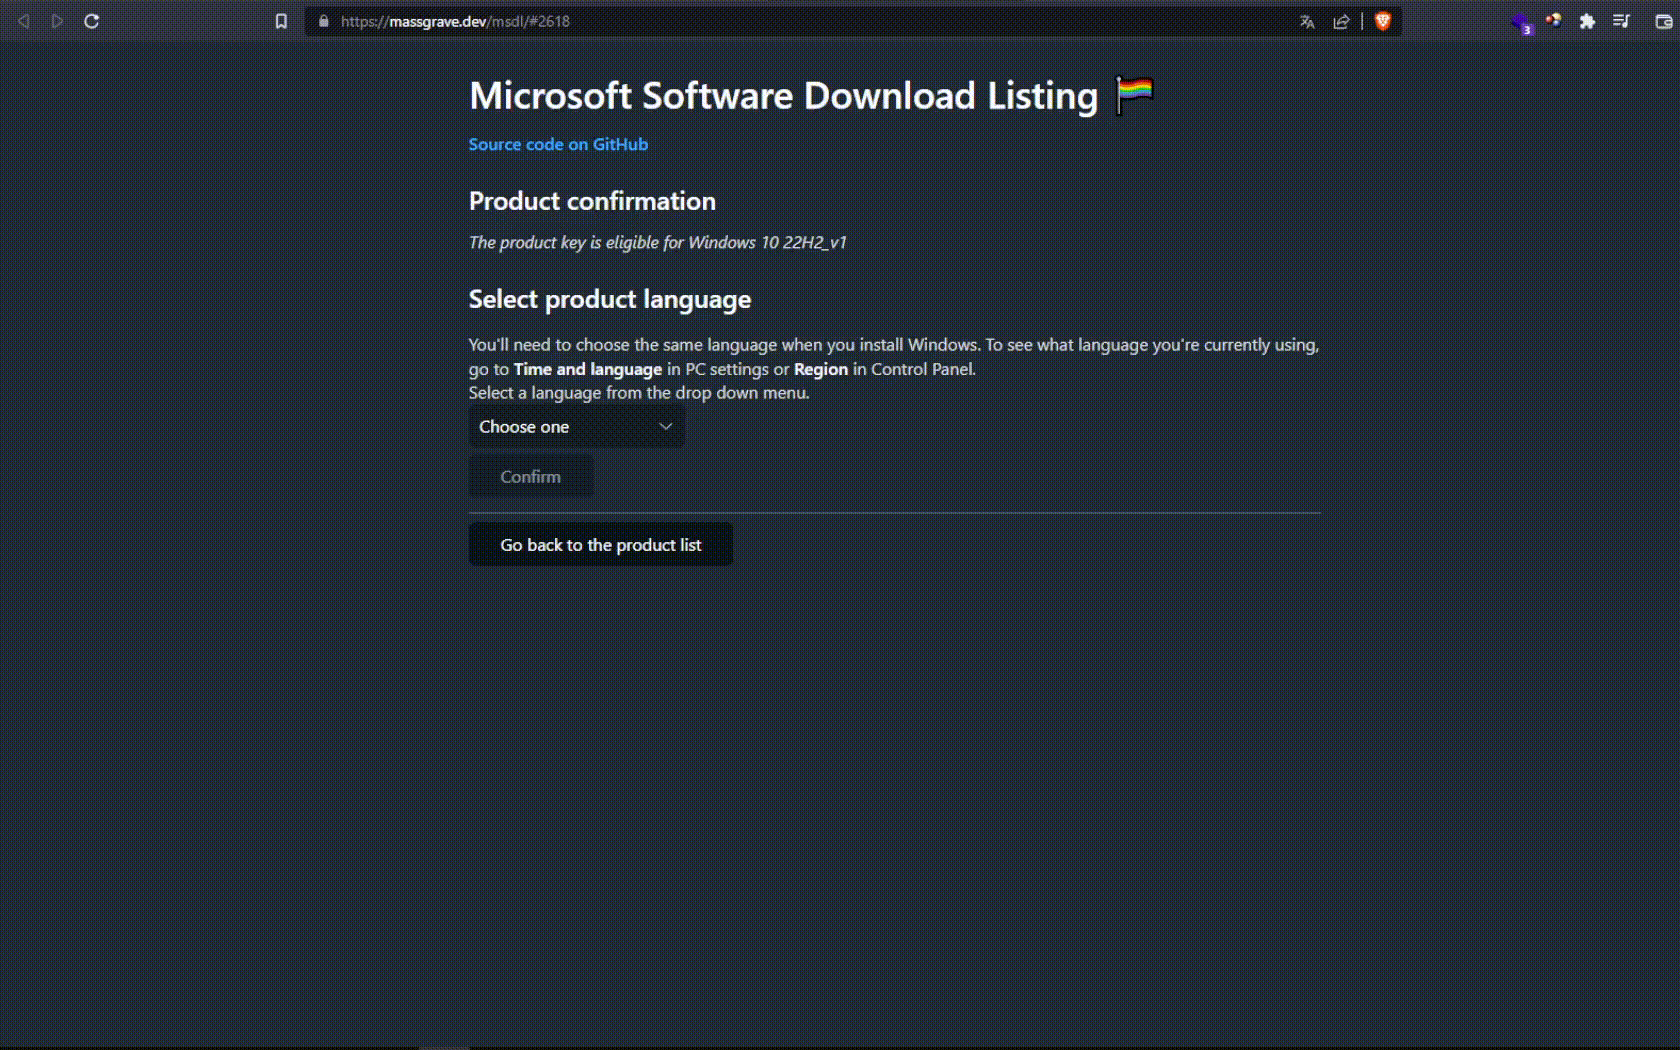 https://massgrave.dev/msdl/#2618
3
Microsoft Software Download Listing
Source code on GitHub
Product confirmation
The product key is eligible for Windows 10 22H2_v1
Select product language
You'll need to choose the same language when you install Windows. To see what language you're currently using,
go to Time and language in PC settings or Region in Control Panel.
Select a language from the drop down menu.
Choose one
Confirm
Go back to the product list